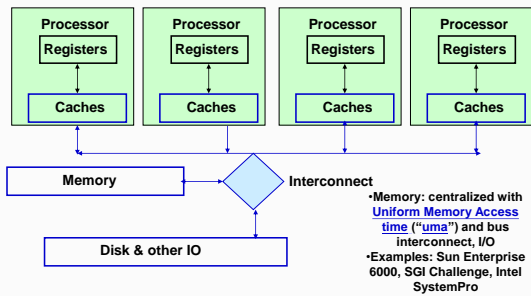 Processor
Processor
Processor
Processor
Registers
Registers
Registers
Registers
Caches
Caches
Caches
Caches
Memory
Interconnect
Disk & other IO
•Memory: centralized with
Uniform Memory Access
time (“uma”) and bus
interconnect, I/O
•Examples: Sun Enterprise
6000, SGI Challenge, Intel
SystemPro